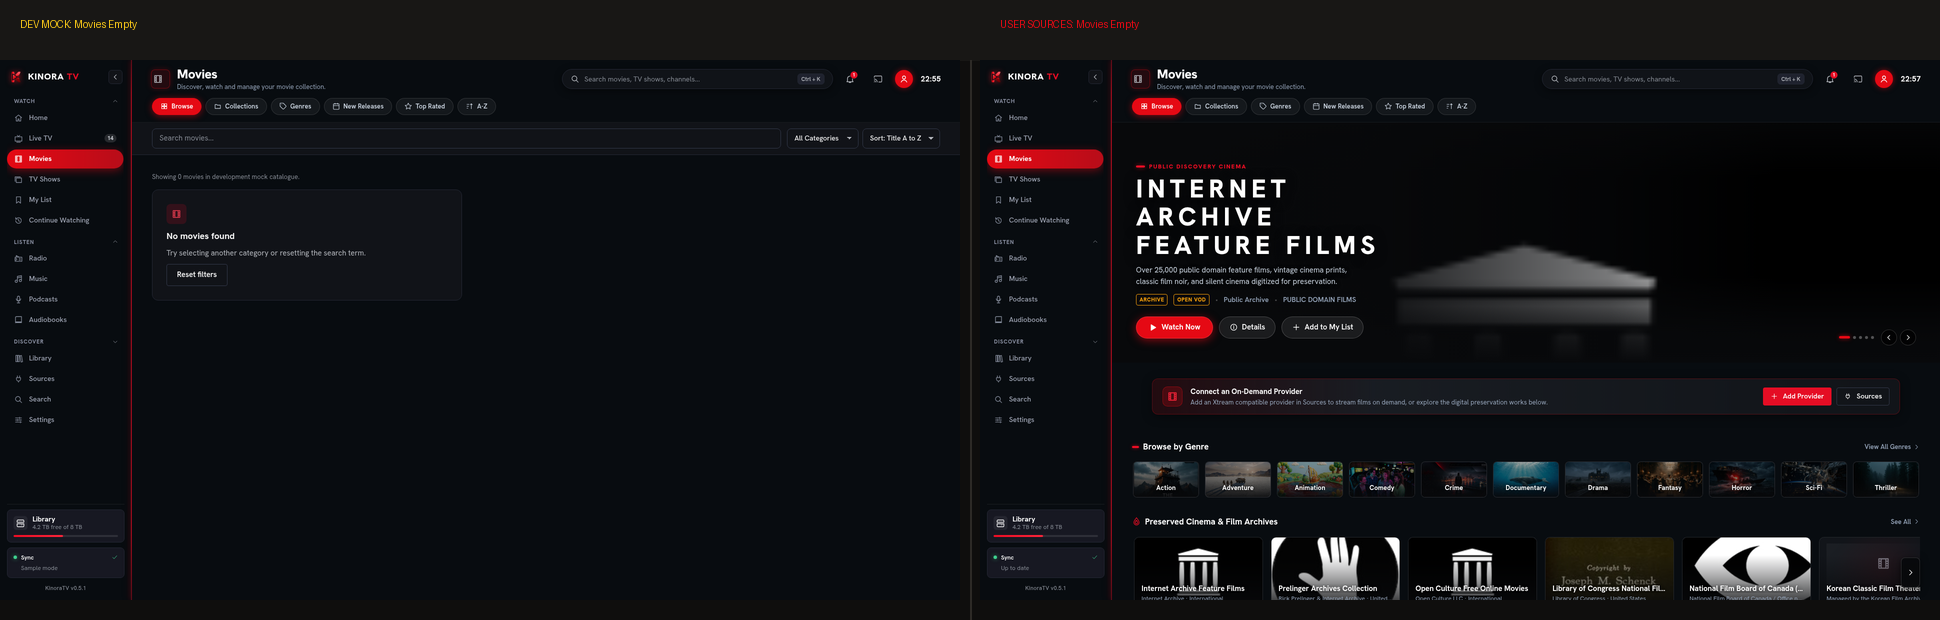 DEV MOCK: Movies Empty
KINORA TV
WATCH
Home
Live TV 14
Movies
TV Shows
My List
Continue Watching
LISTEN
Radio
Music
Podcasts
Audiobooks
DISCOVER
Library
Sources
Search
Settings
Library
4.2 TB free of 8 TB
Sync
Sample mode
KinoraTV v0.5.1
Movies
Discover, watch and manage your movie collection.
Search movies, TV shows, channels...
Ctrl + K
22:55
Browse
Collections
Genres
New Releases
Top Rated
A-Z
Search movies...
All Categories
Sort: Title A to Z
Showing 0 movies in development mock catalogue.
No movies found
Try selecting another category or resetting the search term.
Reset filters
USER SOURCES: Movies Empty
KINORA TV
WATCH
Home
Live TV
Movies
TV Shows
My List
Continue Watching
LISTEN
Radio
Music
Podcasts
Audiobooks
DISCOVER
Library
Sources
Search
Settings
Library
4.2 TB free of 8 TB
Sync
Up to date
KinoraTV v0.5.1
Movies
Discover, watch and manage your movie collection.
Search movies, TV shows, channels...
Ctrl + K
22:57
Browse
Collections
Genres
New Releases
Top Rated
A-Z
PUBLIC DISCOVERY CINEMA
INTERNET
ARCHIVE
FEATURE FILMS
Over 25,000 public domain feature films, vintage cinema prints,
classic film noir, and silent cinema digitized for preservation.
ARCHIVE OPEN VOD · Public Archive · PUBLIC DOMAIN FILMS
Watch Now
Details
Add to My List
Connect an On-Demand Provider
Add an Xtream compatible provider in Sources to stream films on demand, or explore the digital preservation works below.
Add Provider
Sources
Browse by Genre
View All Genres
Action
Adventure
Animation
Comedy
Crime
Documentary
Drama
Fantasy
Horror
Sci-Fi
Thriller
Preserved Cinema & Film Archives
See All
Internet Archive Feature Films
Prelinger Archives Collection
Open Culture Free Online Movies
Copyright by
Joseph M. Schenck
Library of Congress National Fil...
National Film Board of Canada (...
Korean Classic Film Theater